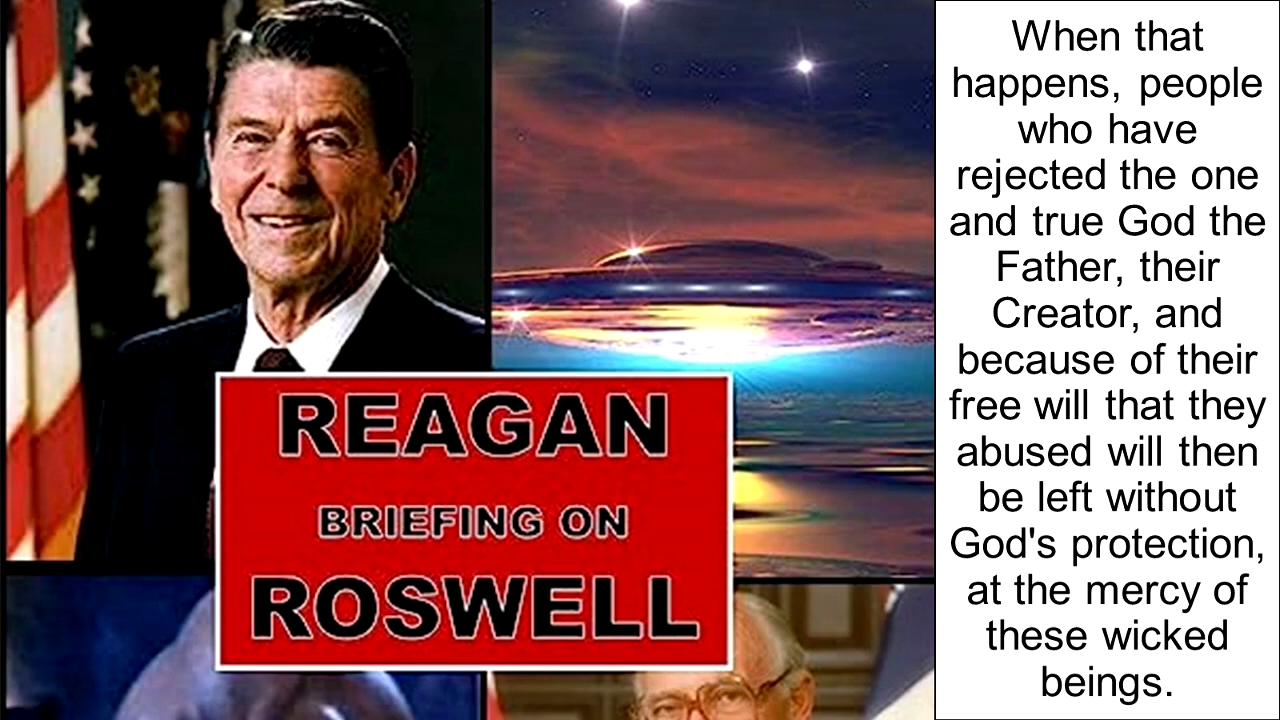 REAGAN
BRIEFING ON
ROSWELL
When that
happens, people
who have
rejected the one
and true God the
Father, their
Creator, and
because of their
free will that they
abused will then
be left without
God's protection,
at the mercy of
these wicked
beings.